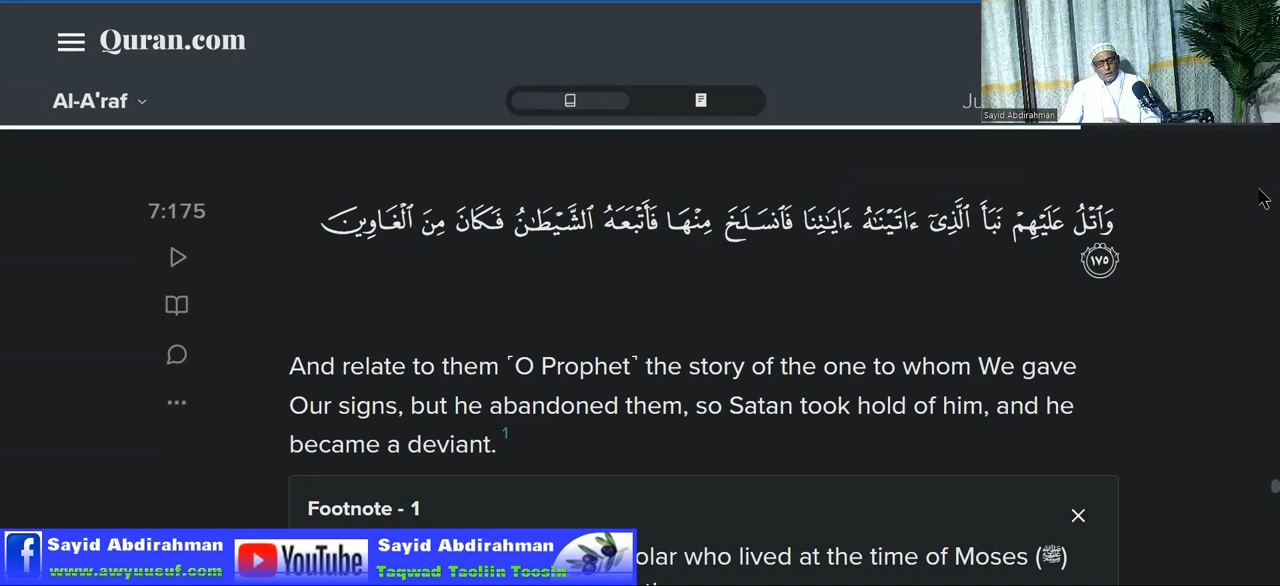 Quran.com
Al-A'raf
Ju
Sayid Abdirahman
7:175
وَٱتْلُ عَلَيْهِمْ نَبَأَ ٱلَّذِىٓ ءَاتَيْنَـٰهُ ءَايَـٰتِنَا فَٱنسَلَخَ مِنْهَا فَأَتْبَعَهُ ٱلشَّيْطَـٰنُ فَكَانَ مِنَ ٱلْغَاوِينَ
١٧٥
And relate to them ˹O Prophet˺ the story of the one to whom We gave
Our signs, but he abandoned them, so Satan took hold of him, and he
became a deviant. 1
Footnote - 1
olar who lived at the time of Moses (ﷺ)
Sayid Abdirahman
www.awyuusuf.com
YouTube
Sayid Abdirahman
Taqwad Taoliin Toosin